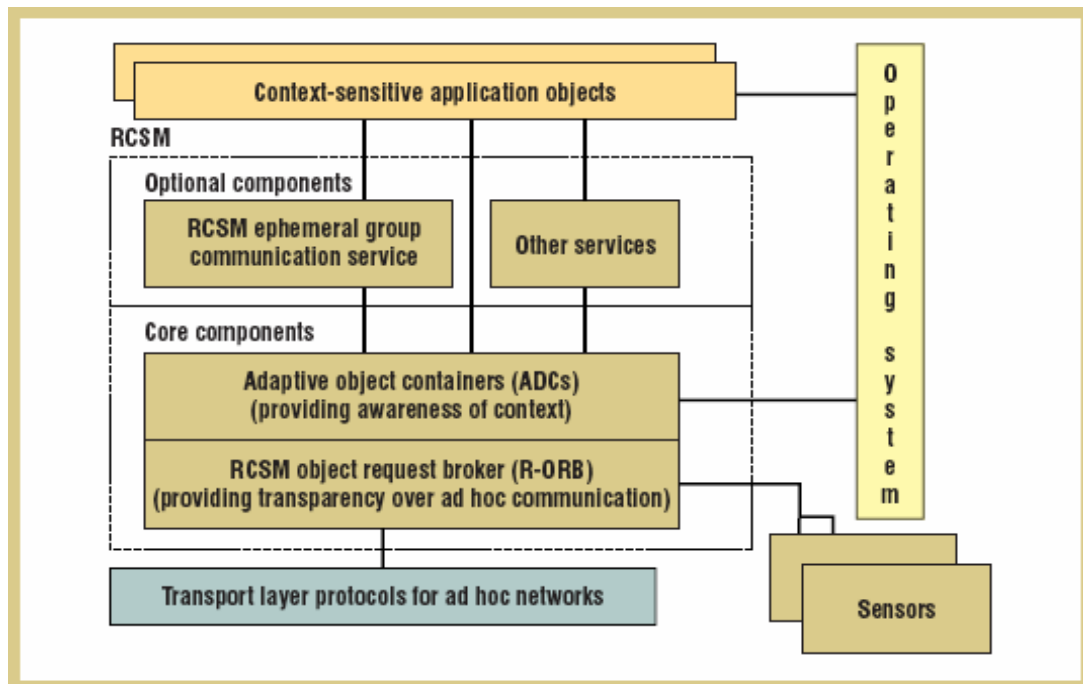 Context-sensitive application objects
RCSM
Optional components
RCSM ephemeral group
communication service
Other services
Core components
Adaptive object containers (ADCs)
(providing awareness of context)
RCSM object request broker (R-ORB)
(providing transparency over ad hoc communication)
Transport layer protocols for ad hoc networks
Operating system
Sensors